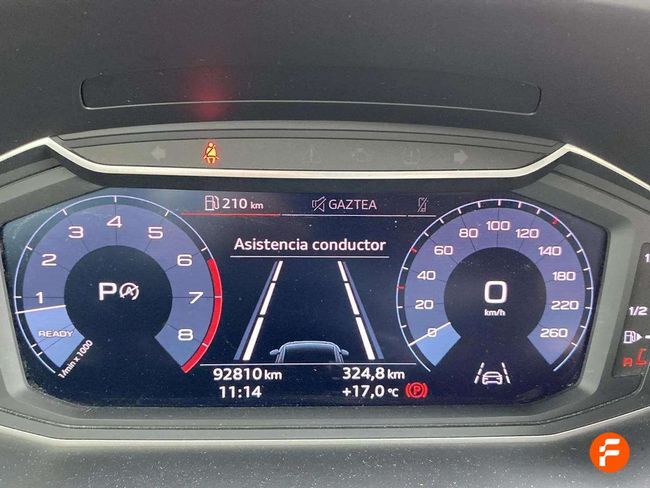 210 km
GAZTEA
Asistencia conductor
1 2 3 4 5 6 7 8
P A
READY
1/min x 1000
0 20 40 60 80 100 120 140 180 220 260
0
km/h
92810 km
324,8 km
11:14
+17,0 °C
(P)
1/2
F